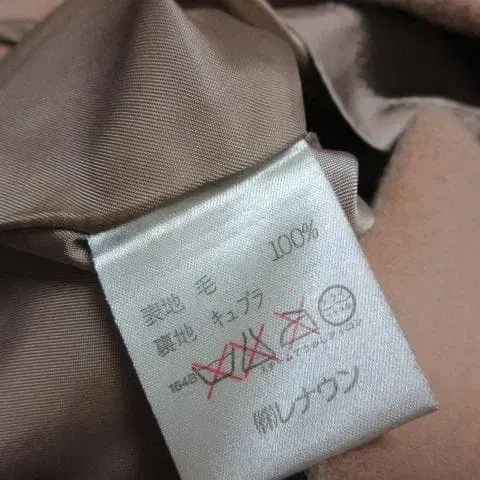 表地 毛 100%
裏地 キュプラ
㈱レナウン